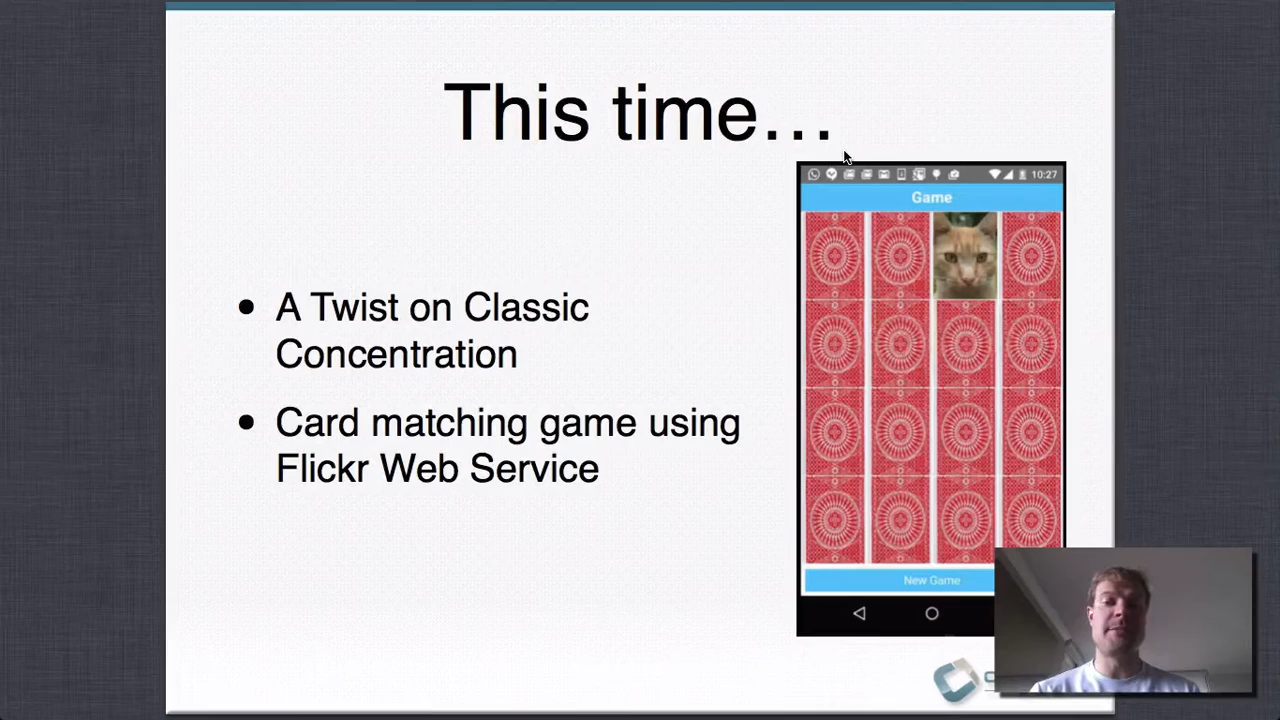 This time…
10:27
Game
• A Twist on Classic
Concentration
• Card matching game using
Flickr Web Service
New Game